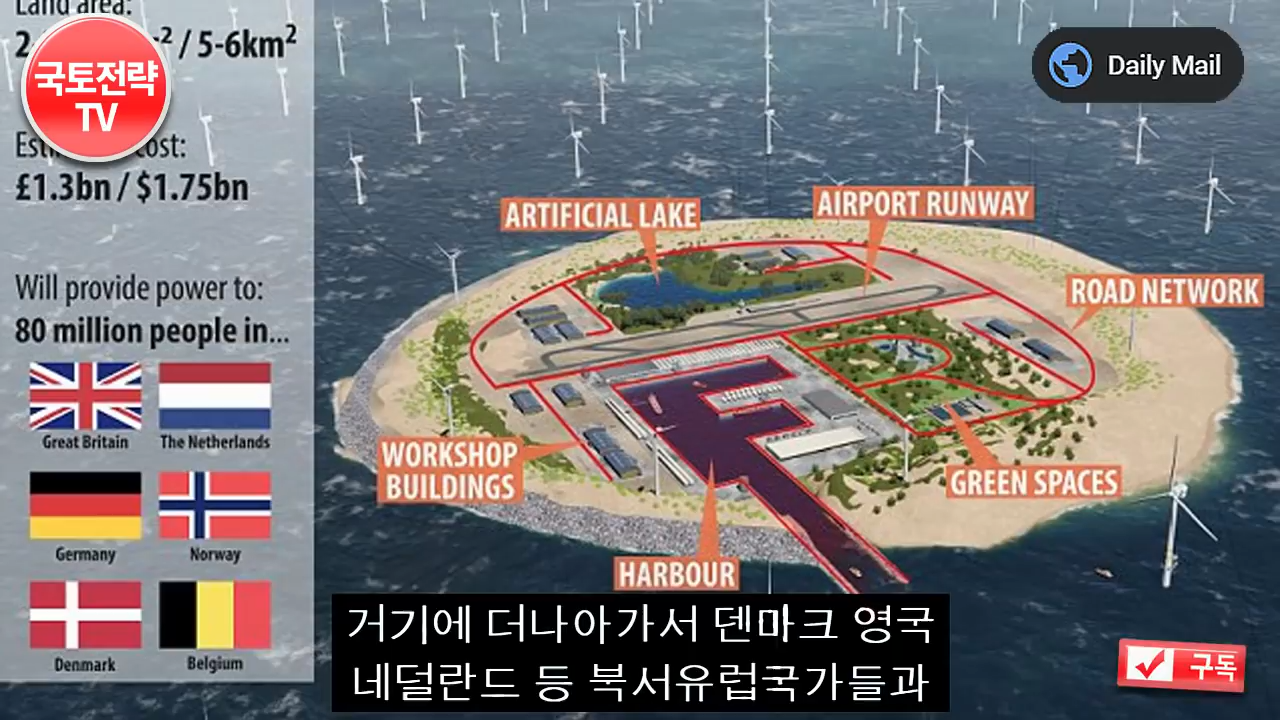 Land area:
/ 5-6km²
국토전략
TV
cost:
£1.3bn / $1.75bn
Will provide power to:
80 million people in...
Great Britain
The Netherlands
Germany
Norway
Denmark
Belgium
Daily Mail
ARTIFICIAL LAKE
AIRPORT RUNWAY
ROAD NETWORK
WORKSHOP
BUILDINGS
GREEN SPACES
HARBOUR
거기에 더나아가서 덴마크 영국
네덜란드 등 북서유럽국가들과
구독